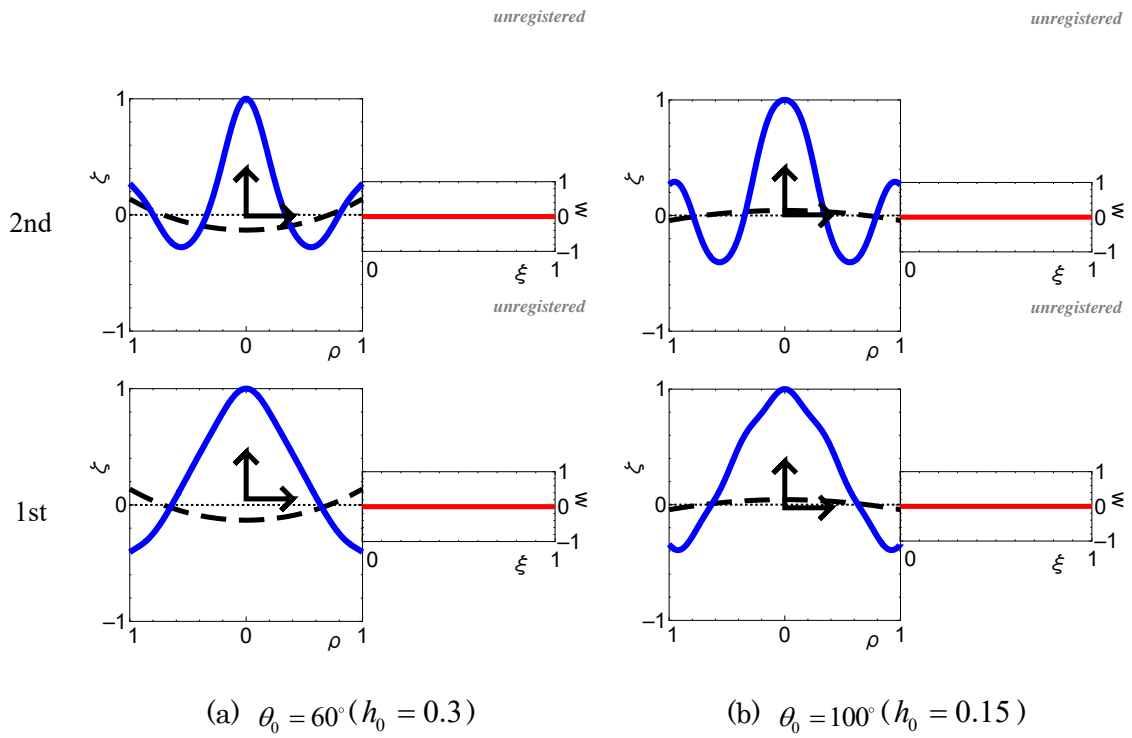 unregistered unregistered
1 1
ζ ζ
1 1
2nd 0 0 w 0 0 w
−1 −1
0 ξ 1 0 ξ 1
unregistered unregistered
−1 −1
1 0 ρ 1 1 0 ρ 1
1 1
ζ ζ
1 1
1st 0 0 w 0 0 w
−1 −1
0 ξ 1 0 ξ 1
−1 −1
1 0 ρ 1 1 0 ρ 1
(a) θ₀ = 60° (h₀ = 0.3) (b) θ₀ = 100° (h₀ = 0.15)